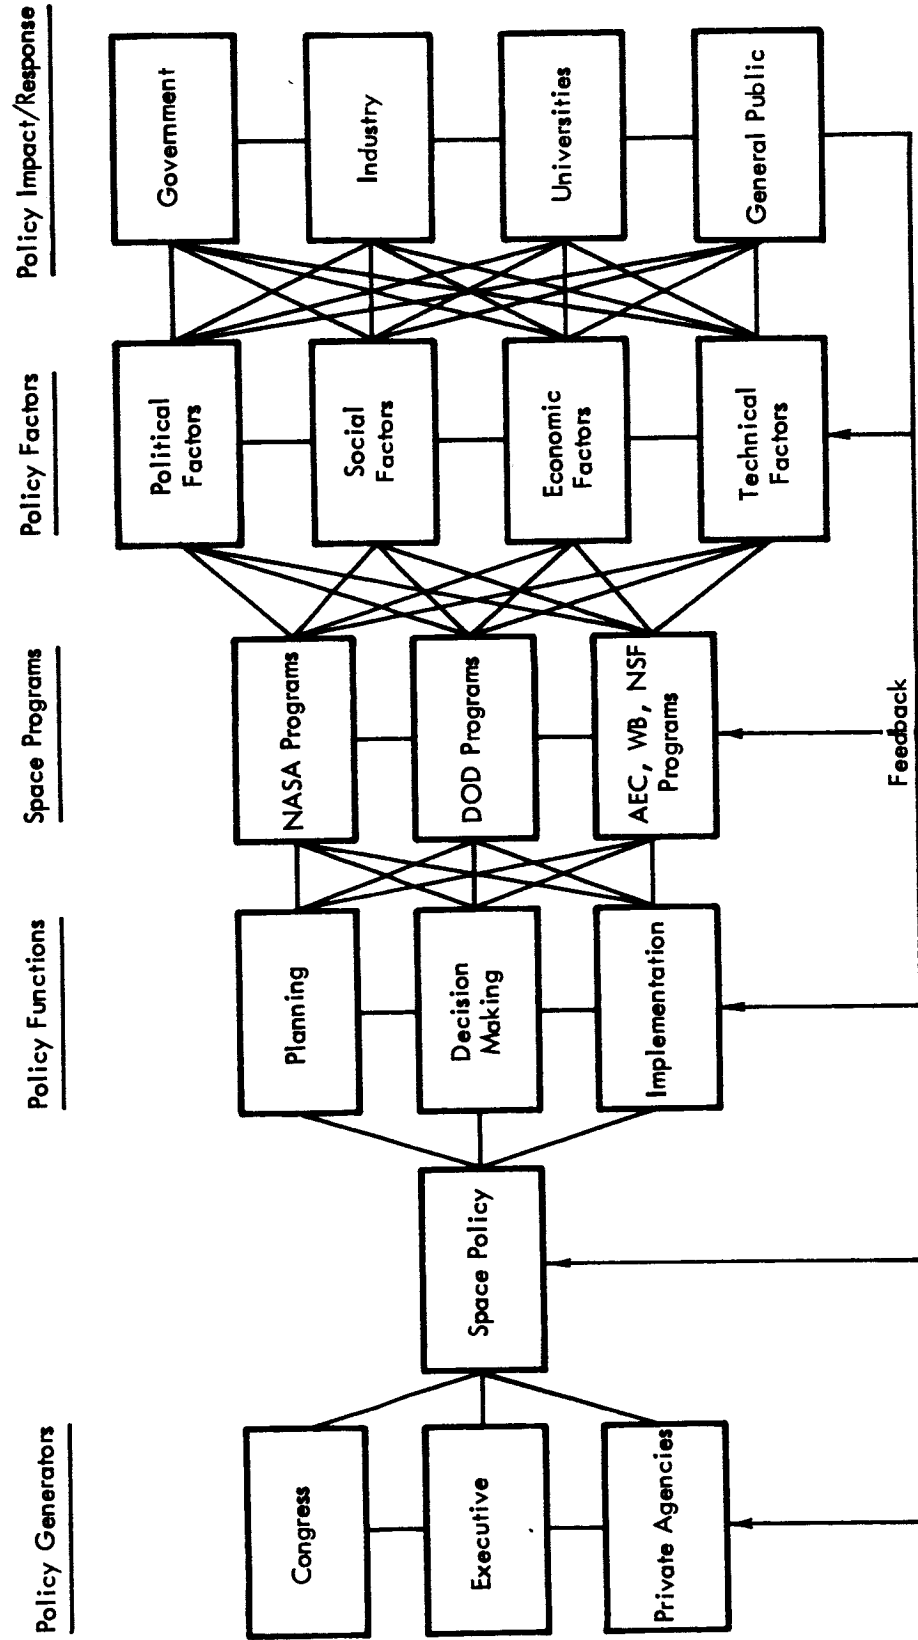 Policy Generators
Policy Functions
Space Programs
Policy Factors
Policy Impact/Response
Congress
Executive
Private Agencies
Space Policy
Planning
Decision
Making
Implementation
NASA Programs
DOD Programs
AEC, WB, NSF
Programs
Political
Factors
Social
Factors
Economic
Factors
Technical
Factors
Government
Industry
Universities
General Public
Feedback